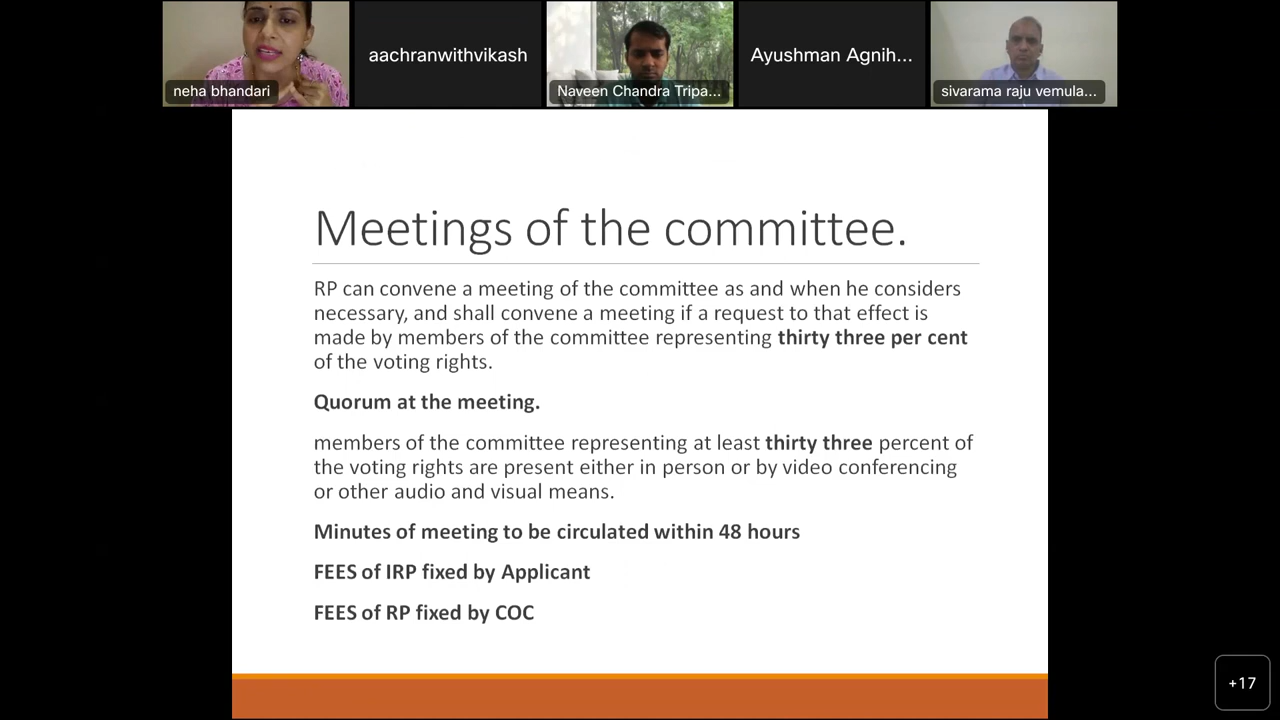 neha bhandari
aachranwithvikash
Naveen Chandra Tripa...
Ayushman Agnih...
sivarama raju vemula...
Meetings of the committee.
RP can convene a meeting of the committee as and when he considers
necessary, and shall convene a meeting if a request to that effect is
made by members of the committee representing thirty three per cent
of the voting rights.
Quorum at the meeting.
members of the committee representing at least thirty three percent of
the voting rights are present either in person or by video conferencing
or other audio and visual means.
Minutes of meeting to be circulated within 48 hours
FEES of IRP fixed by Applicant
FEES of RP fixed by COC
+17